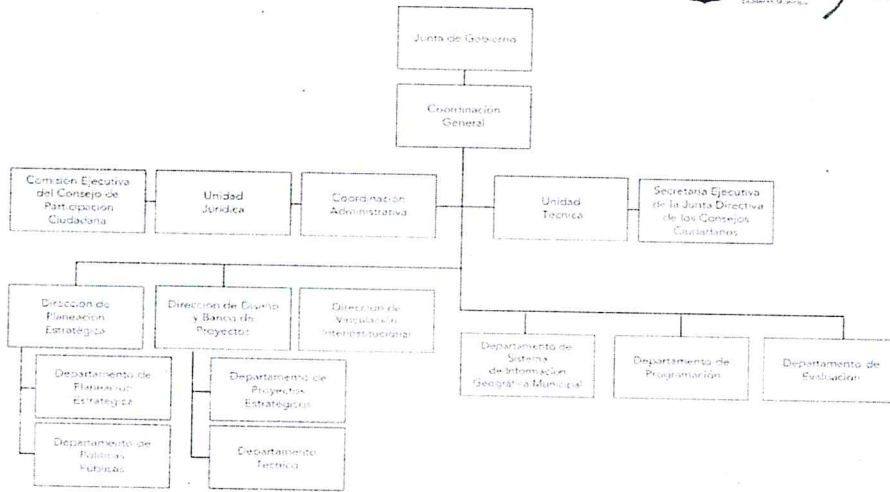 Junta de Gobierno
Coordinación
General
Comisión Ejecutiva
del Consejo de
Participación
Ciudadana
Unidad
Jurídica
Coordinación
Administrativa
Unidad
Técnica
Secretaría Ejecutiva
de la Junta Directiva
de los Consejos
Ciudadanos
Dirección de
Planeación
Estratégica
Dirección de Diseño
y Banco de
Proyectos
Dirección de
Vinculación
Interinstitucional
Departamento de
Sistema
de Información
Geográfica Municipal
Departamento de
Programación
Departamento de
Evaluación
Departamento de
Planeación
Estratégica
Departamento de
Proyectos
Estratégicos
Departamento de
Políticas
Públicas
Departamento
Técnico